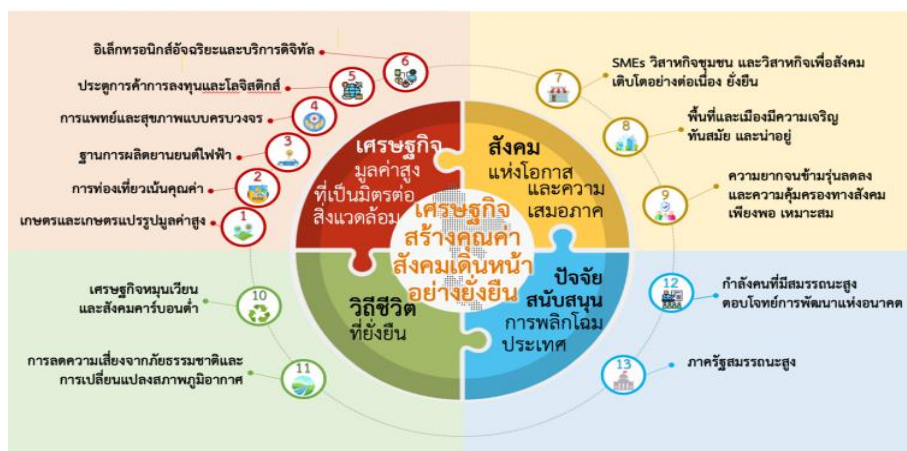 อิเล็กทรอนิกส์อัจฉริยะและบริการดิจิทัล
6
ประตูการค้าการลงทุนและโลจิสติกส์
5
การแพทย์และสุขภาพแบบครบวงจร
4
ฐานการผลิตยานยนต์ไฟฟ้า
3
การท่องเที่ยวเน้นคุณค่า
2
เกษตรและเกษตรแปรรูปมูลค่าสูง
1
เศรษฐกิจ
มูลค่าสูง
ที่เป็นมิตรต่อ
สิ่งแวดล้อม
7
SMEs วิสาหกิจชุมชน และวิสาหกิจเพื่อสังคม
เติบโตอย่างต่อเนื่อง ยั่งยืน
8
พื้นที่และเมืองมีความเจริญ
ทันสมัย และน่าอยู่
9
ความยากจนข้ามรุ่นลดลง
และความคุ้มครองทางสังคม
เพียงพอ เหมาะสม
สังคม
แห่งโอกาส
และความ
เสมอภาค
เศรษฐกิจ
สร้างคุณค่า
สังคมเดินหน้า
อย่างยั่งยืน
เศรษฐกิจหมุนเวียน
และสังคมคาร์บอนต่ำ
10
การลดความเสี่ยงจากภัยธรรมชาติและ
การเปลี่ยนแปลงสภาพภูมิอากาศ
11
วิถีชีวิต
ที่ยั่งยืน
ปัจจัย
สนับสนุน
การพลิกโฉม
ประเทศ
12
กำลังคนที่มีสมรรถนะสูง
ตอบโจทย์การพัฒนาแห่งอนาคต
13
ภาครัฐสมรรถนะสูง